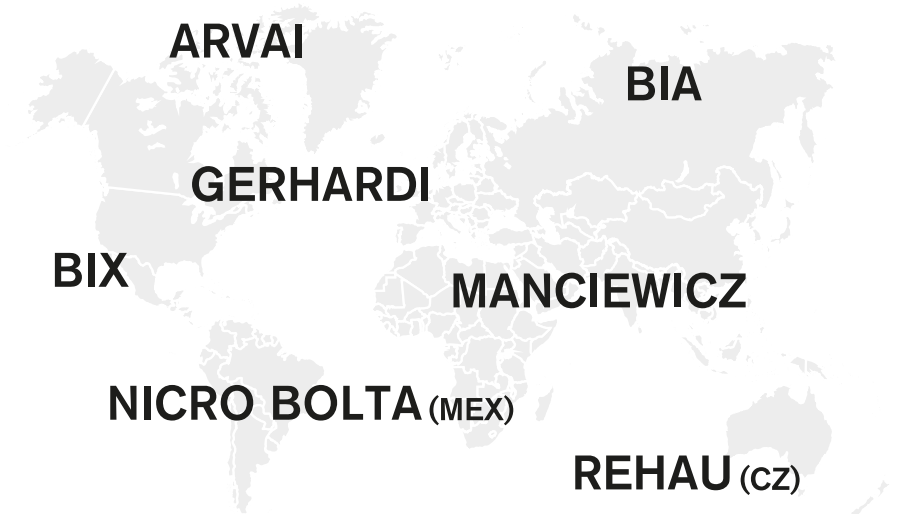 ARVAI
BIA
GERHARDI
BIX
MANCIEWICZ
NICRO BOLTA (MEX)
REHAU (CZ)